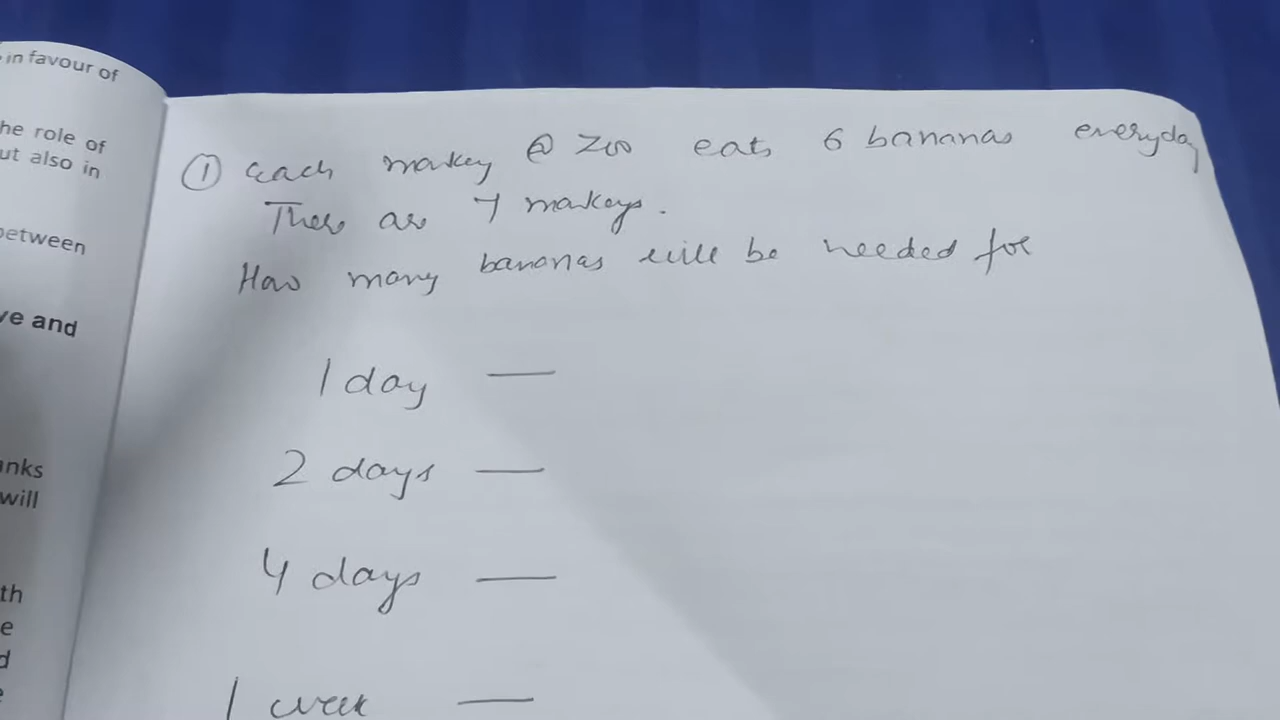 in favour of
he role of
ut also in
between
ve and
anks
will
th
e
d
① Each monkey @ Zoo eats 6 bananas everyday
There are 7 monkeys.
How many bananas will be needed for
1 day —
2 days —
4 days —
1 week —